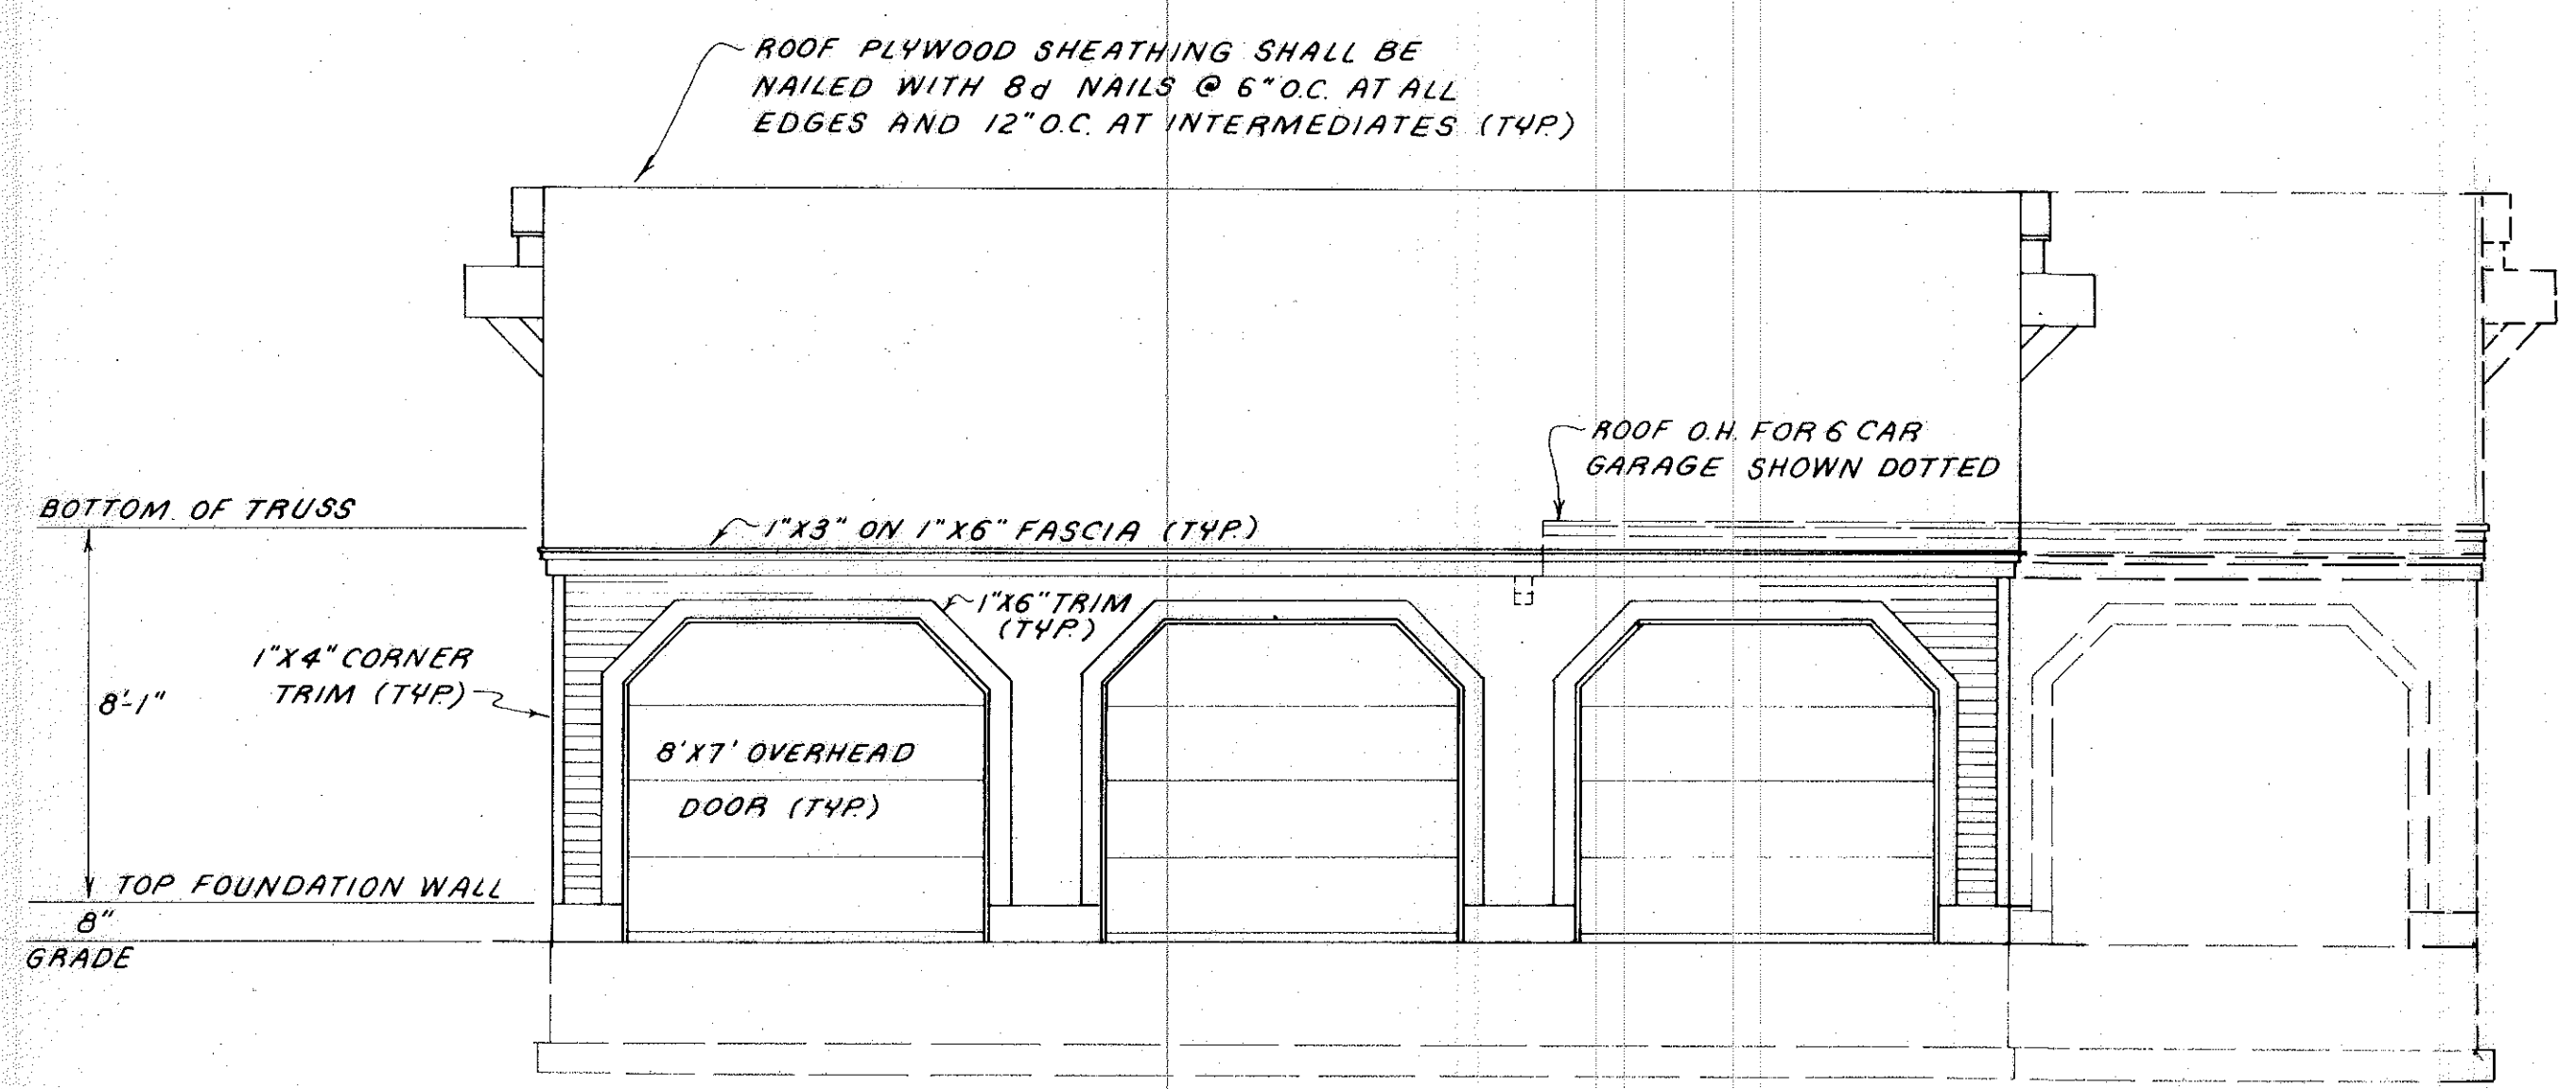 ROOF PLYWOOD SHEATHING SHALL BE
NAILED WITH 8d NAILS @ 6" O.C. AT ALL
EDGES AND 12" O.C. AT INTERMEDIATES (TYP.)
ROOF O.H. FOR 6 CAR
GARAGE SHOWN DOTTED
BOTTOM OF TRUSS
1"X3" ON 1"X6" FASCIA (TYP.)
1"X6" TRIM
(TYP.)
1"X4" CORNER
TRIM (TYP.)
8'-1"
8'X7' OVERHEAD
DOOR (TYP.)
TOP FOUNDATION WALL
8"
GRADE